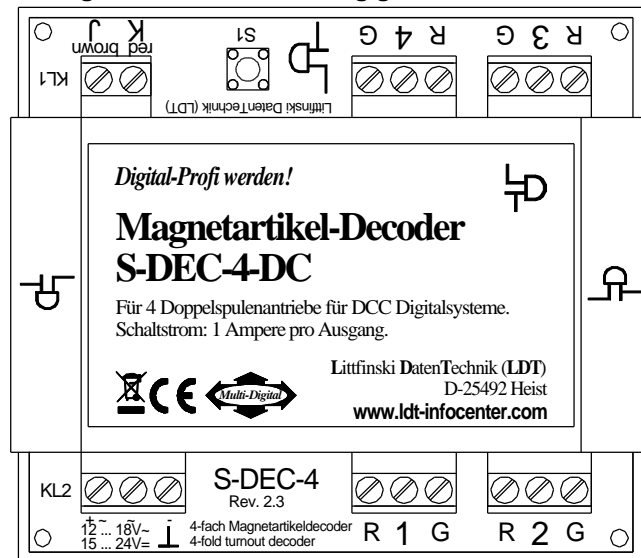 J K
brown red
KL1
S1
G 4 R
G 3 R
Littfinski DatenTechnik (LDT)
Digital-Profi werden!
Magnetartikel-Decoder
S-DEC-4-DC
Für 4 Doppelspulenantriebe für DCC Digitalsysteme.
Schaltstrom: 1 Ampere pro Ausgang.
Littfinski DatenTechnik (LDT)
D-25492 Heist
www.ldt-infocenter.com
CE
Multi-Digital
KL2
S-DEC-4
Rev. 2.3
+ ~ ~ -
12 ... 18V~
15 ... 24V=
4-fach Magnetartikeldecoder
4-fold turnout decoder
R 1 G
R 2 G